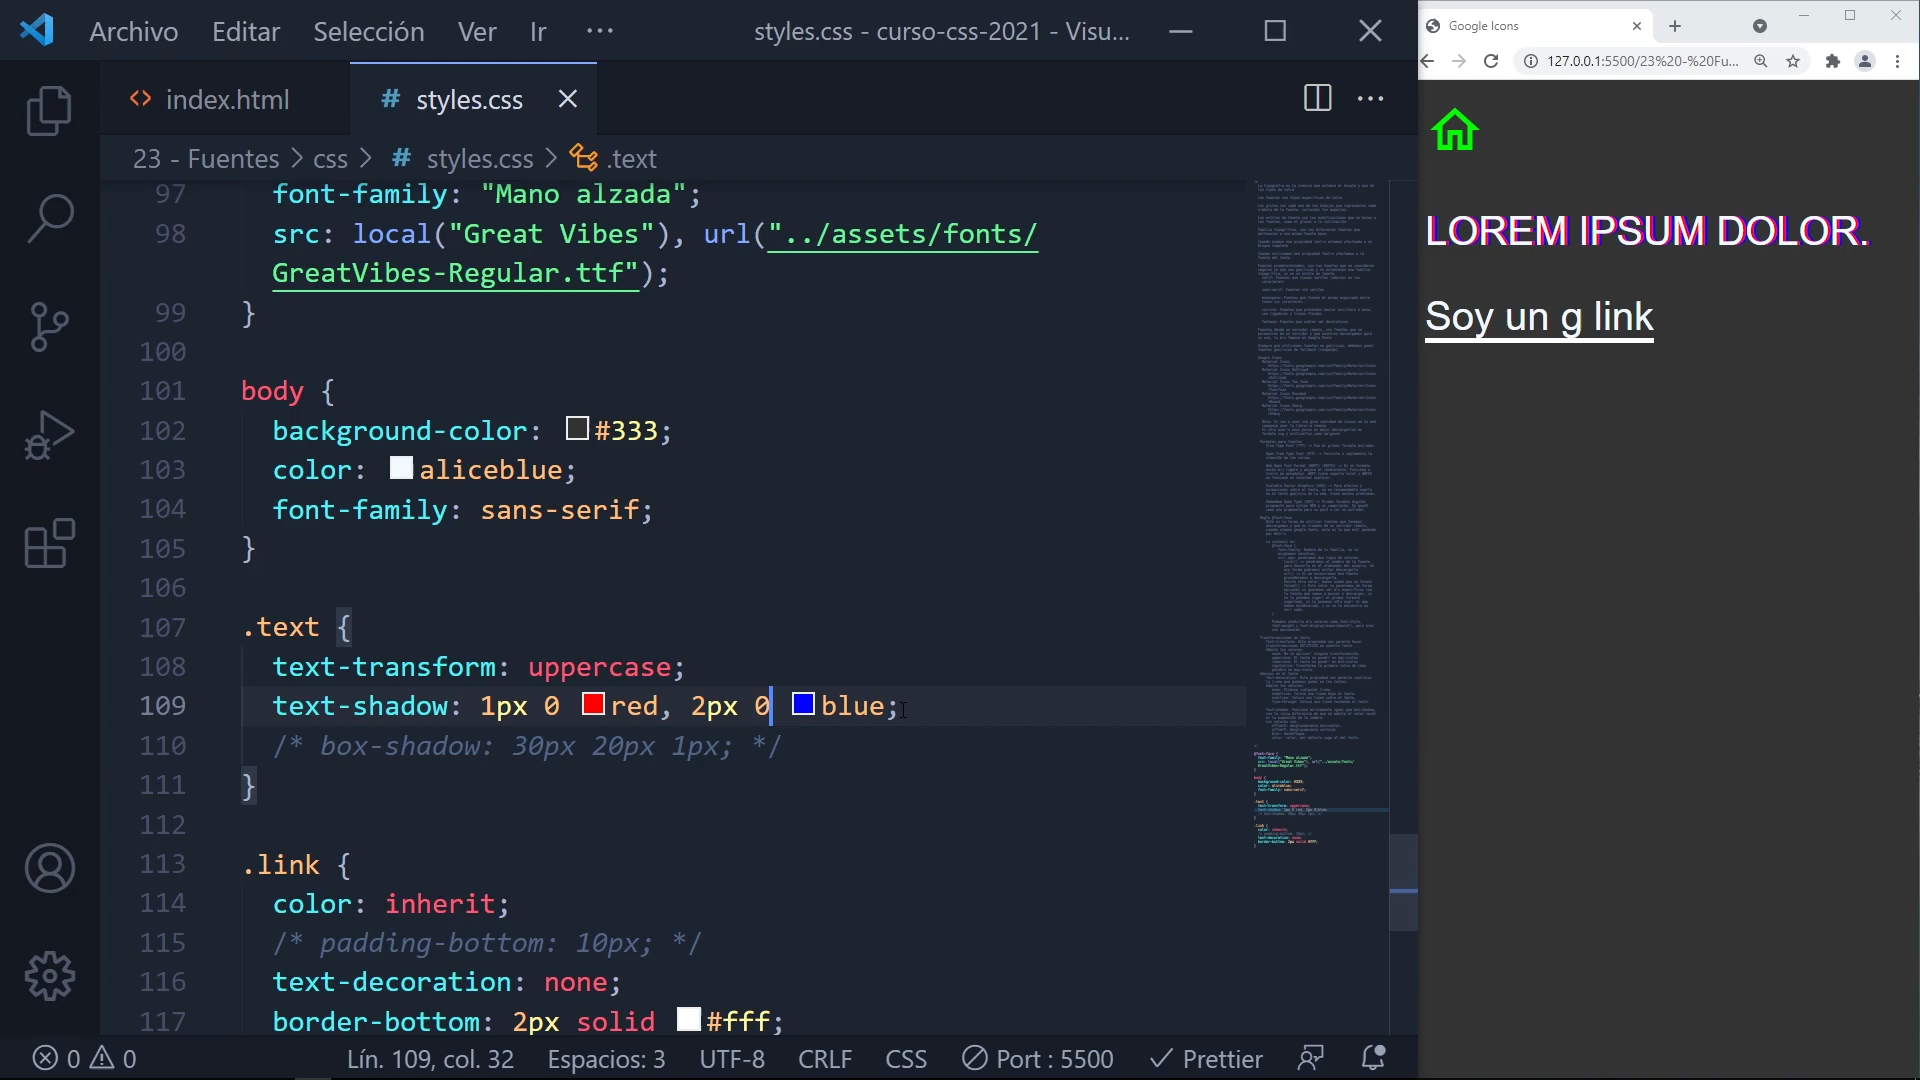 Archivo Editar Selección Ver Ir ··· styles.css - curso-css-2021 - Visu...
index.html # styles.css
23 - Fuentes > css > # styles.css > .text
97 font-family: "Mano alzada";
98 src: local("Great Vibes"), url("../assets/fonts/
GreatVibes-Regular.ttf");
99 }
100
101 body {
102 background-color: #333;
103 color: aliceblue;
104 font-family: sans-serif;
105 }
106
107 .text {
108 text-transform: uppercase;
109 text-shadow: 1px 0 red, 2px 0 blue;
110 /* box-shadow: 30px 20px 1px; */
111 }
112
113 .link {
114 color: inherit;
115 /* padding-bottom: 10px; */
116 text-decoration: none;
117 border-bottom: 2px solid #fff;
0 0 Lín. 109, col. 32 Espacios: 3 UTF-8 CRLF CSS Port : 5500 Prettier
Google Icons
127.0.0.1:5500/23%20-%20Fu...
LOREM IPSUM DOLOR.
Soy un g link